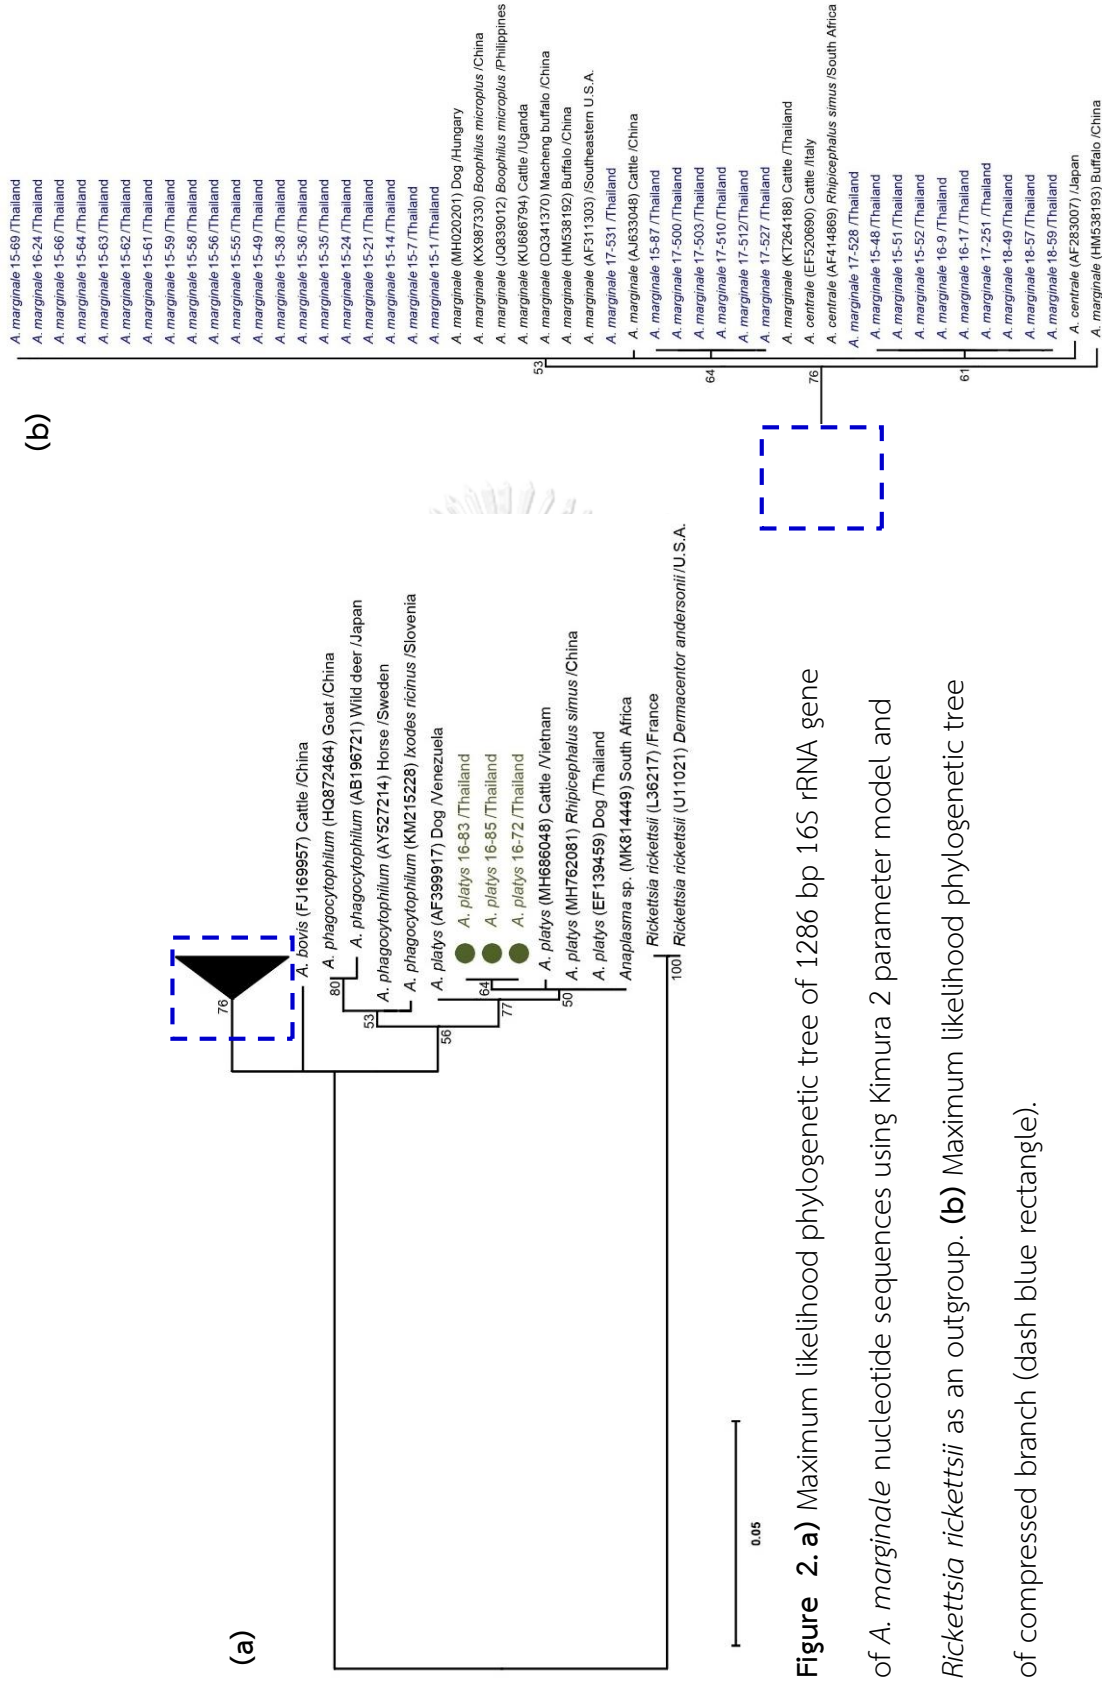 (a)
76
A. bovis (FJ169957) Cattle /China
A. phagocytophilum (HQ872464) Goat /China
80
A. phagocytophilum (AB196721) Wild deer /Japan
A. phagocytophilum (AY527214) Horse /Sweden
53
A. phagocytophilum (KM215228) Ixodes ricinus /Slovenia
A. platys (AF399917) Dog /Venezuela
56
A. platys 16-83 /Thailand
A. platys 16-85 /Thailand
64
A. platys 16-72 /Thailand
77
A. platys (MH686048) Cattle /Vietnam
A. platys (MH762081) Rhipicephalus simus /China
50
A. platys (EF139459) Dog /Thailand
Anaplasma sp. (MK814449) South Africa
Rickettsia rickettsii (L36217) /France
100
Rickettsia rickettsii (U11021) Dermacentor andersonii /U.S.A.
0.05
(b)
A. marginale 15-69 /Thailand
A. marginale 16-24 /Thailand
A. marginale 15-66 /Thailand
A. marginale 15-64 /Thailand
A. marginale 15-63 /Thailand
A. marginale 15-62 /Thailand
A. marginale 15-61 /Thailand
A. marginale 15-59 /Thailand
A. marginale 15-58 /Thailand
A. marginale 15-56 /Thailand
A. marginale 15-55 /Thailand
A. marginale 15-49 /Thailand
A. marginale 15-38 /Thailand
A. marginale 15-36 /Thailand
A. marginale 15-35 /Thailand
A. marginale 15-24 /Thailand
A. marginale 15-21 /Thailand
A. marginale 15-14 /Thailand
A. marginale 15-7 /Thailand
A. marginale 15-1 /Thailand
A. marginale (MH020201) Dog /Hungary
A. marginale (KX987330) Boophilus microplus /China
A. marginale (JQ839012) Boophilus microplus /Philippines
A. marginale (KU686794) Cattle /Uganda
53
A. marginale (DQ341370) Macheng buffalo /China
A. marginale (HM538192) Buffalo /China
A. marginale (AF311303) /Southeastern U.S.A.
A. marginale 17-531 /Thailand
A. marginale (AJ633048) Cattle /China
A. marginale 15-87 /Thailand
A. marginale 17-500 /Thailand
A. marginale 17-503 /Thailand
64
A. marginale 17-510 /Thailand
A. marginale 17-512/Thailand
A. marginale 17-527 /Thailand
A. marginale (KT264188) Cattle /Thailand
A. centrale (EF520690) Cattle /Italy
76
A. centrale (AF414869) Rhipicephalus simus /South Africa
A. marginale 17-528 /Thailand
A. marginale 15-48 /Thailand
A. marginale 15-51 /Thailand
A. marginale 15-52 /Thailand
A. marginale 16-9 /Thailand
A. marginale 16-17 /Thailand
61
A. marginale 17-251 /Thailand
A. marginale 18-49 /Thailand
A. marginale 18-57 /Thailand
A. marginale 18-59 /Thailand
A. centrale (AF283007) /Japan
A. marginale (HM538193) Buffalo /China
Figure 2. a) Maximum likelihood phylogenetic tree of 1286 bp 16S rRNA gene
of A. marginale nucleotide sequences using Kimura 2 parameter model and
Rickettsia rickettsii as an outgroup. (b) Maximum likelihood phylogenetic tree
of compressed branch (dash blue rectangle).